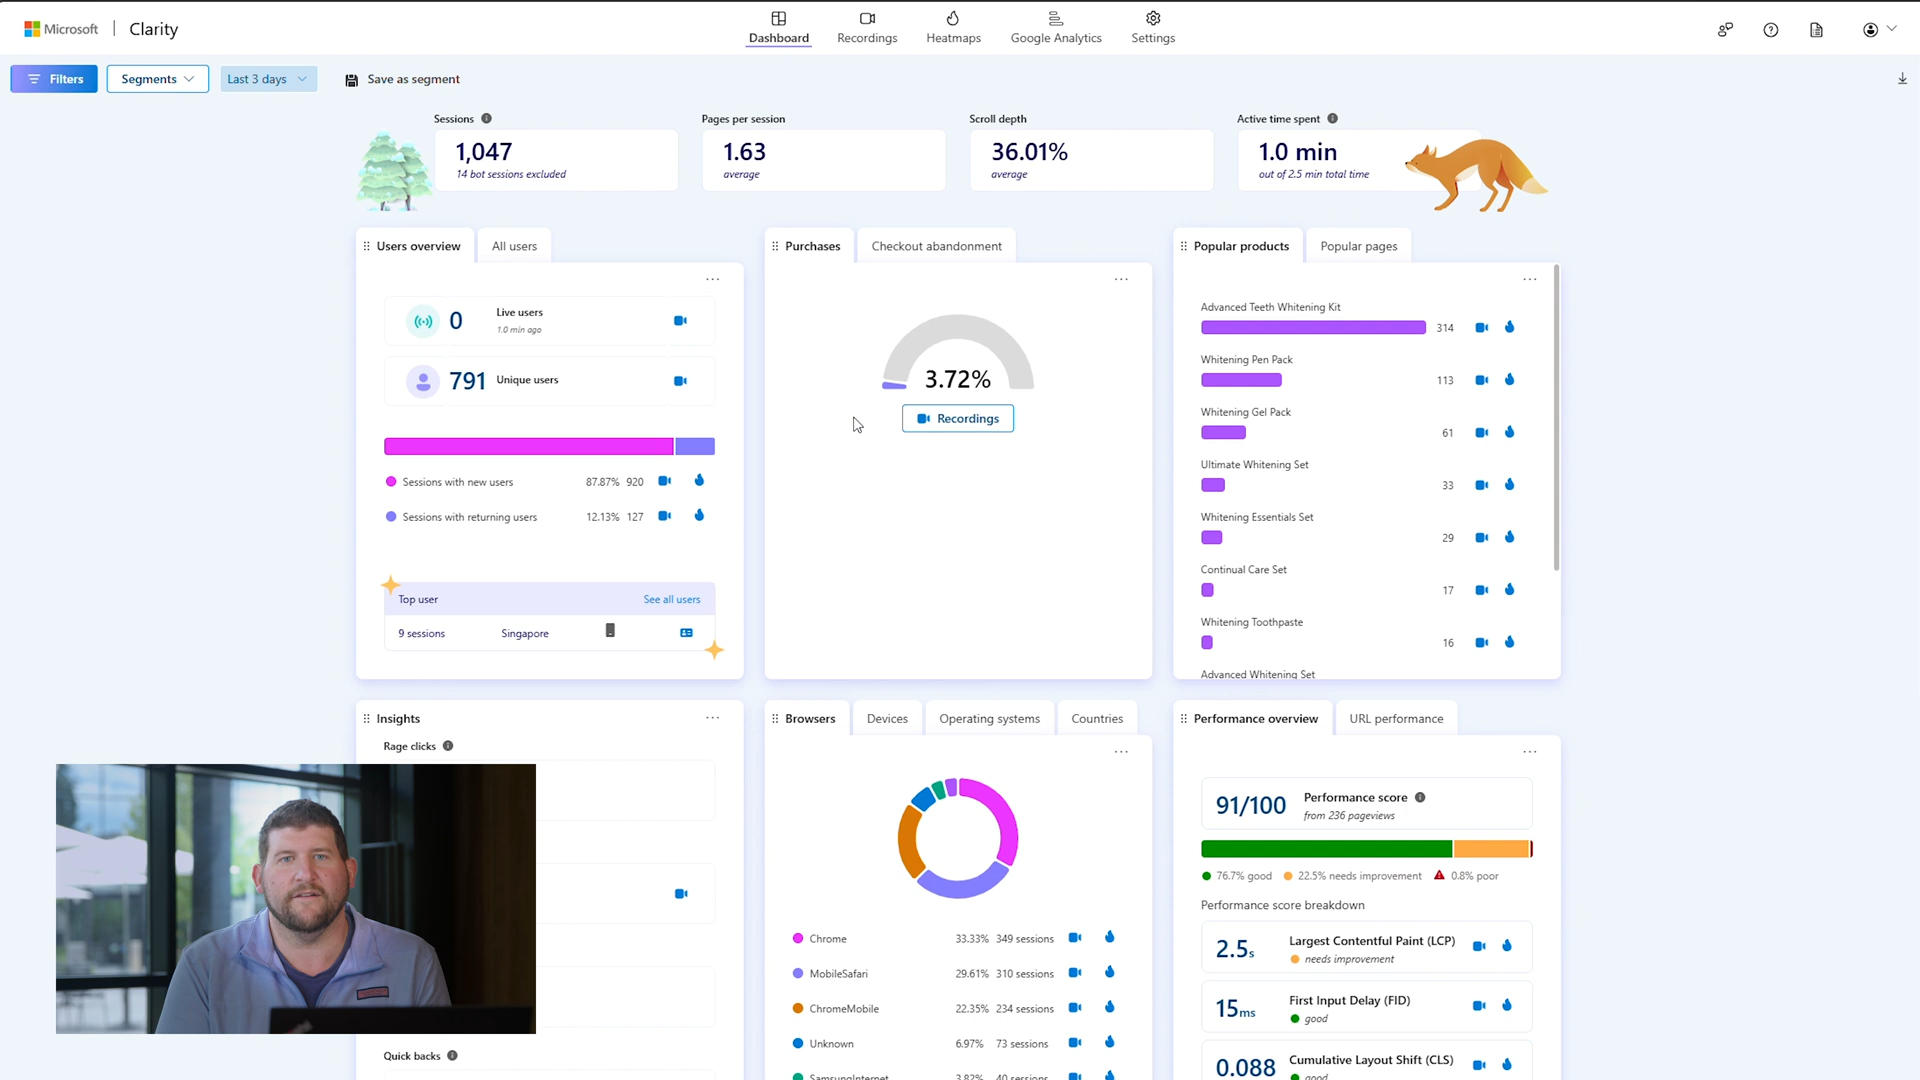 Microsoft | Clarity
Dashboard
Recordings
Heatmaps
Google Analytics
Settings
Filters
Segments
Last 3 days
Save as segment
Sessions
1,047
14 bot sessions excluded
Pages per session
1.63
average
Scroll depth
36.01%
average
Active time spent
1.0 min
out of 2.5 min total time
Users overview
All users
0
Live users
1.0 min ago
791
Unique users
Sessions with new users 87.87% 920
Sessions with returning users 12.13% 127
Top user
See all users
9 sessions
Singapore
Purchases
Checkout abandonment
3.72%
Recordings
Popular products
Popular pages
Advanced Teeth Whitening Kit
314
Whitening Pen Pack
113
Whitening Gel Pack
61
Ultimate Whitening Set
33
Whitening Essentials Set
29
Continual Care Set
17
Whitening Toothpaste
16
Advanced Whitening Set
Insights
Rage clicks
Quick backs
Browsers
Devices
Operating systems
Countries
Chrome 33.33% 349 sessions
MobileSafari 29.61% 310 sessions
ChromeMobile 22.35% 234 sessions
Unknown 6.97% 73 sessions
SamsungInternet 3.82% 40 sessions
Performance overview
URL performance
91/100
Performance score
from 236 pageviews
76.7% good
22.5% needs improvement
0.8% poor
Performance score breakdown
2.5s
Largest Contentful Paint (LCP)
needs improvement
15ms
First Input Delay (FID)
good
0.088
Cumulative Layout Shift (CLS)
good